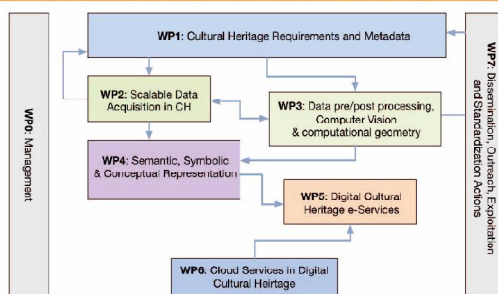 WP0: Management
WP1: Cultural Heritage Requirements and Metadata
WP2: Scalable Data
Acquisition in CH
WP3: Data pre/post processing,
Computer Vision
& computational geometry
WP4: Semantic, Symbolic
& Conceptual Representation
WP5: Digital Cultural
Heritage e-Services
WP6: Cloud Services in Digital
Cultural Heirtage
WP7: Dissemination, Outreach, Exploitation
and Standardization Actions